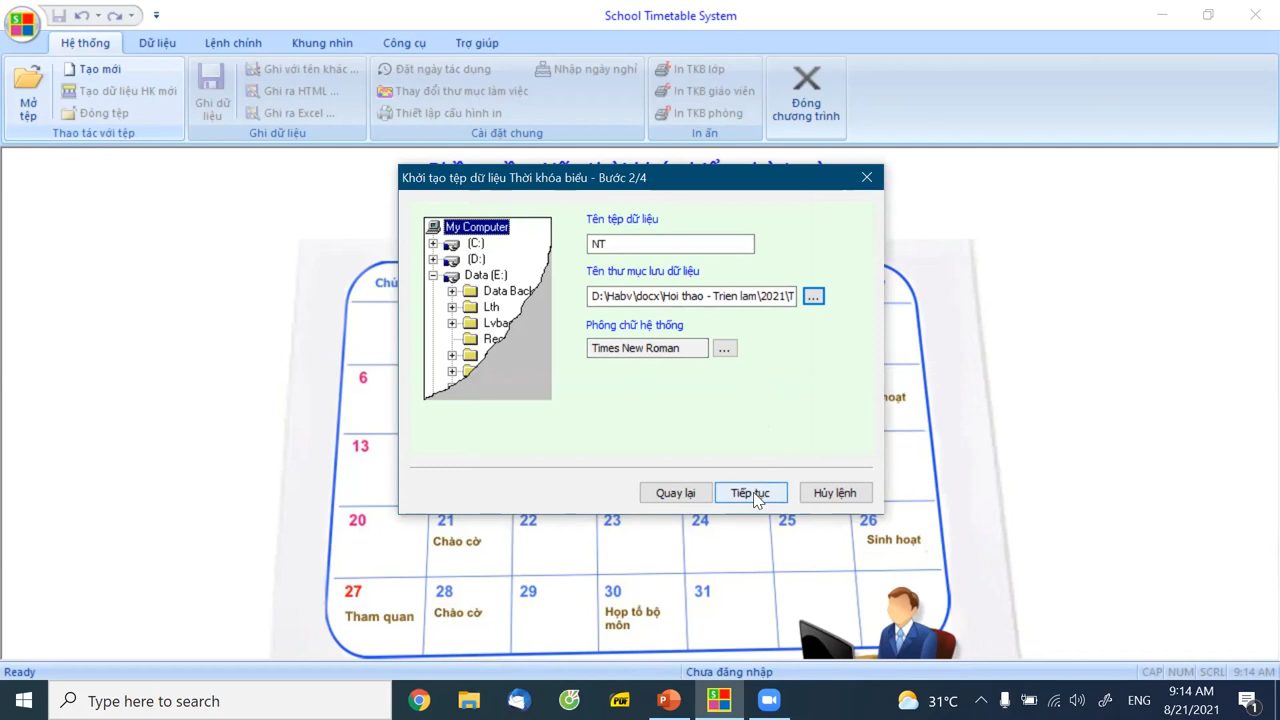 School Timetable System
Hệ thống
Dữ liệu
Lệnh chính
Khung nhìn
Công cụ
Trợ giúp
Mở tệp
Tạo mới
Tạo dữ liệu HK mới
Đóng tệp
Thao tác với tệp
Ghi dữ liệu
Ghi với tên khác ...
Ghi ra HTML ...
Ghi ra Excel ...
Ghi dữ liệu
Đặt ngày tác dụng
Nhập ngày nghỉ
Thay đổi thư mục làm việc
Thiết lập cấu hình in
Cài đặt chung
In TKB lớp
In TKB giáo viên
In TKB phòng
In ấn
Đóng chương trình
Khởi tạo tệp dữ liệu Thời khóa biểu - Bước 2/4
My Computer
(C:)
(D:)
Data (E:)
Data Back
Lth
Lvba
Rec
Tên tệp dữ liệu
NT
Tên thư mục lưu dữ liệu
D:\Habv\docx\Hoi thao - Trien lam\2021\T
...
Phông chữ hệ thống
Times New Roman
...
Quay lại
Tiếp tục
Hủy lệnh
6
13
20
21
Chào cờ
22
23
24
25
26
Sinh hoạt
27
Tham quan
28
Chào cờ
29
30
Họp tổ bộ môn
31
Ready
Chưa đăng nhập
CAP
NUM
SCRL
9:14 AM
Type here to search
PDF
31°C
ENG
9:14 AM
8/21/2021
1